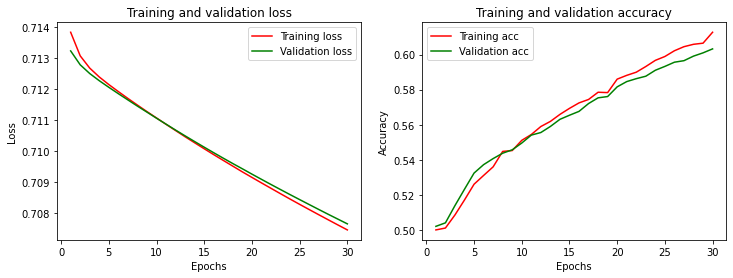 Training and validation loss
Training loss
Validation loss
0.714
0.713
0.712
0.711
0.710
0.709
0.708
Loss
0
5
10
15
20
25
30
Epochs
Training and validation accuracy
Training acc
Validation acc
0.60
0.58
0.56
0.54
0.52
0.50
Accuracy
0
5
10
15
20
25
30
Epochs